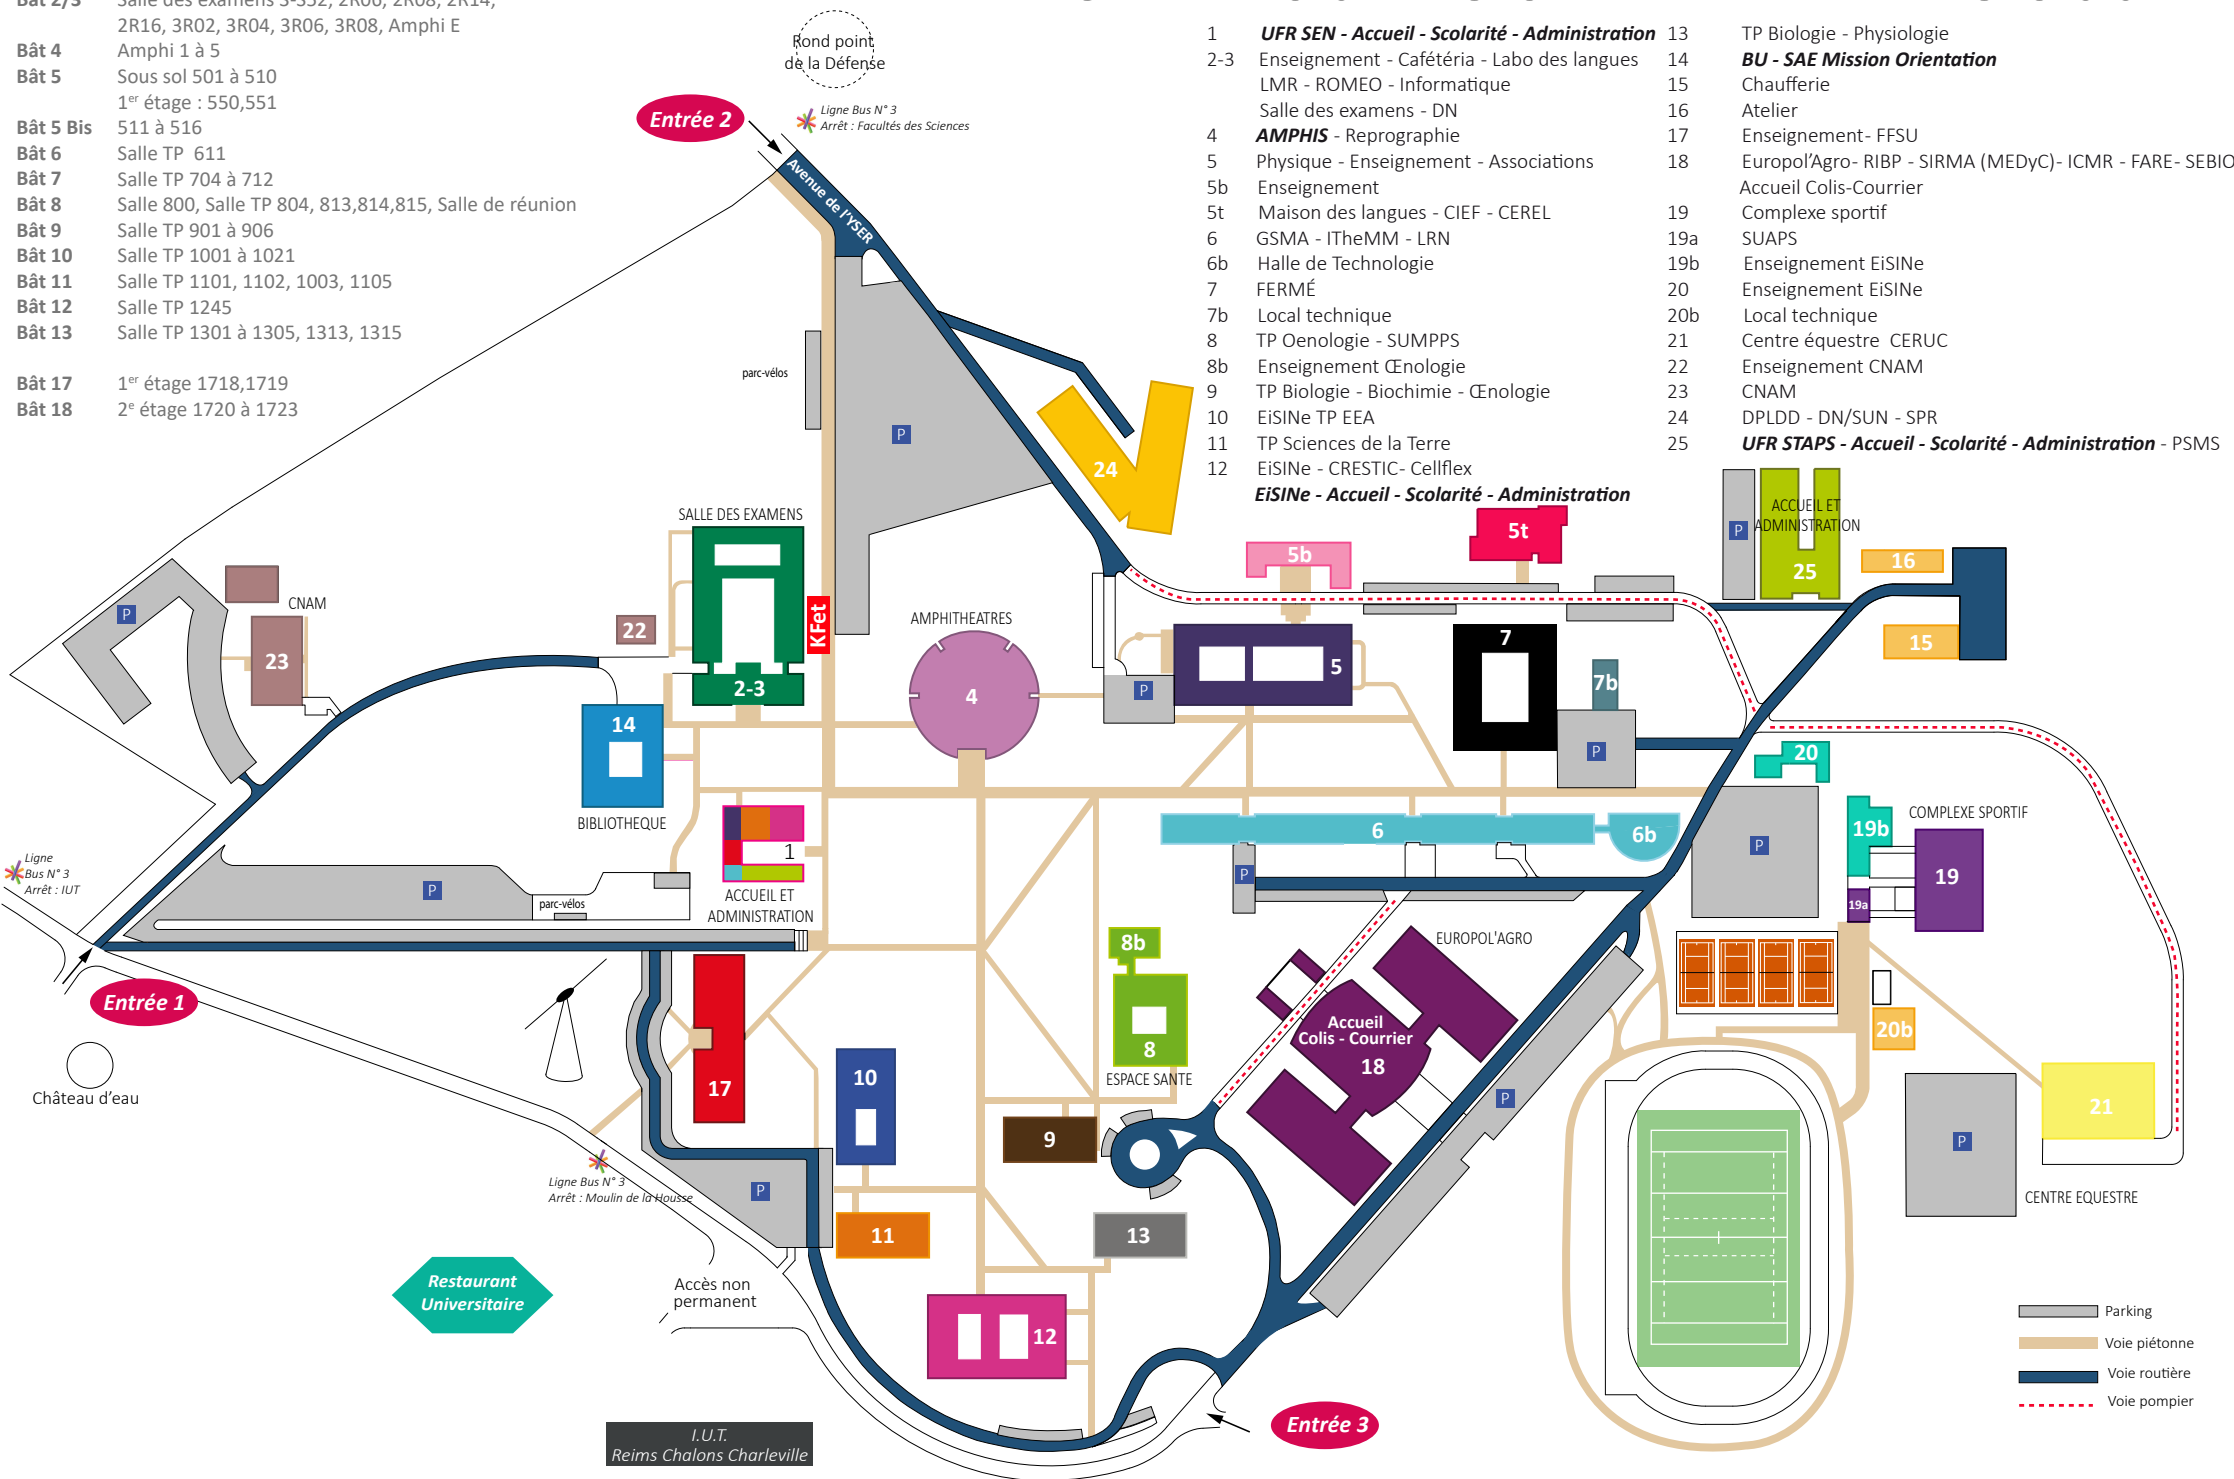 Bât 2/3 Salle des examens 3-352, 2R06, 2R08, 2R14,
2R16, 3R02, 3R04, 3R06, 3R08, Amphi E
Bât 4 Amphi 1 à 5
Bât 5 Sous sol 501 à 510
1er étage : 550,551
Bât 5 Bis 511 à 516
Bât 6 Salle TP 611
Bât 7 Salle TP 704 à 712
Bât 8 Salle 800, Salle TP 804, 813,814,815, Salle de réunion
Bât 9 Salle TP 901 à 906
Bât 10 Salle TP 1001 à 1021
Bât 11 Salle TP 1101, 1102, 1003, 1105
Bât 12 Salle TP 1245
Bât 13 Salle TP 1301 à 1305, 1313, 1315
Bât 17 1er étage 1718,1719
Bât 18 2e étage 1720 à 1723
1 UFR SEN - Accueil - Scolarité - Administration
2-3 Enseignement - Cafétéria - Labo des langues
LMR - ROMEO - Informatique
Salle des examens - DN
4 AMPHIS - Reprographie
5 Physique - Enseignement - Associations
5b Enseignement
5t Maison des langues - CIEF - CEREL
6 GSMA - ITheMM - LRN
6b Halle de Technologie
7 FERMÉ
7b Local technique
8 TP Oenologie - SUMPPS
8b Enseignement Œnologie
9 TP Biologie - Biochimie - Œnologie
10 EiSINe TP EEA
11 TP Sciences de la Terre
12 EiSINe - CRESTIC- Cellflex
EiSINe - Accueil - Scolarité - Administration
13 TP Biologie - Physiologie
14 BU - SAE Mission Orientation
15 Chaufferie
16 Atelier
17 Enseignement- FFSU
18 Europol'Agro- RIBP - SIRMA (MEDyC)- ICMR - FARE- SEBIO
Accueil Colis-Courrier
19 Complexe sportif
19a SUAPS
19b Enseignement EiSINe
20 Enseignement EiSINe
20b Local technique
21 Centre équestre CERUC
22 Enseignement CNAM
23 CNAM
24 DPLDD - DN/SUN - SPR
25 UFR STAPS - Accueil - Scolarité - Administration - PSMS
Rond point
de la Défense
Entrée 2
Ligne Bus N° 3
Arrêt : Facultés des Sciences
Avenue de l'YSER
parc-vélos
P
24
SALLE DES EXAMENS
2-3
KFet
22
CNAM
23
P
14
BIBLIOTHEQUE
AMPHITHEATRES
4
5b
5t
5
P
7
7b
P
ACCUEIL ET
ADMINISTRATION
P
25
16
15
20
P
19b
COMPLEXE SPORTIF
19
19a
20b
21
P
CENTRE EQUESTRE
6
6b
P
1
ACCUEIL ET
ADMINISTRATION
Ligne
Bus N° 3
Arrêt : IUT
P
parc-vélos
Entrée 1
Château d'eau
17
10
8b
8
ESPACE SANTE
EUROPOL'AGRO
Accueil
Colis - Courrier
18
P
9
13
11
12
P
Ligne Bus N° 3
Arrêt : Moulin de la Housse
Restaurant
Universitaire
Accès non
permanent
I.U.T.
Reims Chalons Charleville
Entrée 3
Parking
Voie piétonne
Voie routière
Voie pompier